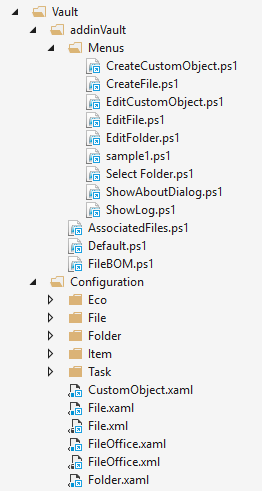 Vault
addinVault
Menus
CreateCustomObject.ps1
CreateFile.ps1
EditCustomObject.ps1
EditFile.ps1
EditFolder.ps1
sample1.ps1
Select Folder.ps1
ShowAboutDialog.ps1
ShowLog.ps1
AssociatedFiles.ps1
Default.ps1
FileBOM.ps1
Configuration
Eco
File
Folder
Item
Task
CustomObject.xaml
File.xaml
File.xml
FileOffice.xaml
FileOffice.xml
Folder.xaml